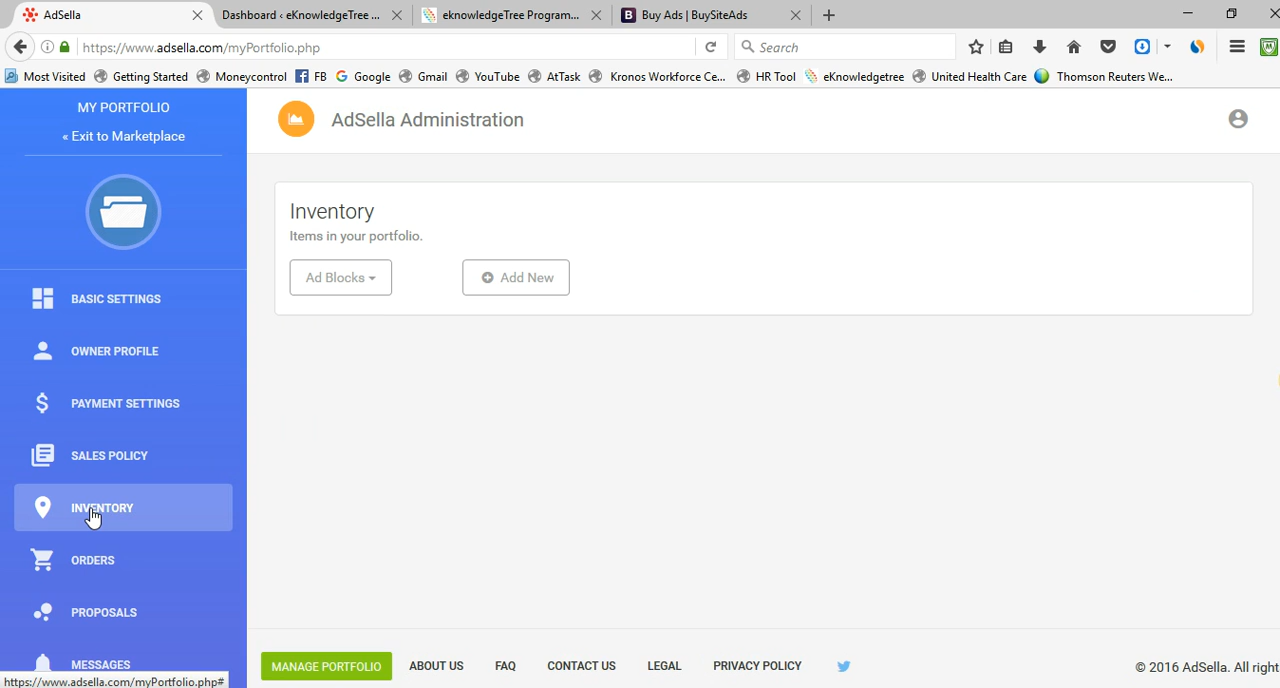 AdSella
Dashboard ‹ eKnowledgeTree ...
eknowledgeTree Program...
B Buy Ads | BuySiteAds
https://www.adsella.com/myPortfolio.php
Search
Most Visited Getting Started Moneycontrol FB Google Gmail YouTube AtTask Kronos Workforce Ce... HR Tool eKnowledgetree United Health Care Thomson Reuters We...
MY PORTFOLIO
« Exit to Marketplace
AdSella Administration
Inventory
Items in your portfolio.
Ad Blocks
Add New
BASIC SETTINGS
OWNER PROFILE
PAYMENT SETTINGS
SALES POLICY
INVENTORY
ORDERS
PROPOSALS
MESSAGES
https://www.adsella.com/myPortfolio.php#
MANAGE PORTFOLIO ABOUT US FAQ CONTACT US LEGAL PRIVACY POLICY
© 2016 AdSella. All right